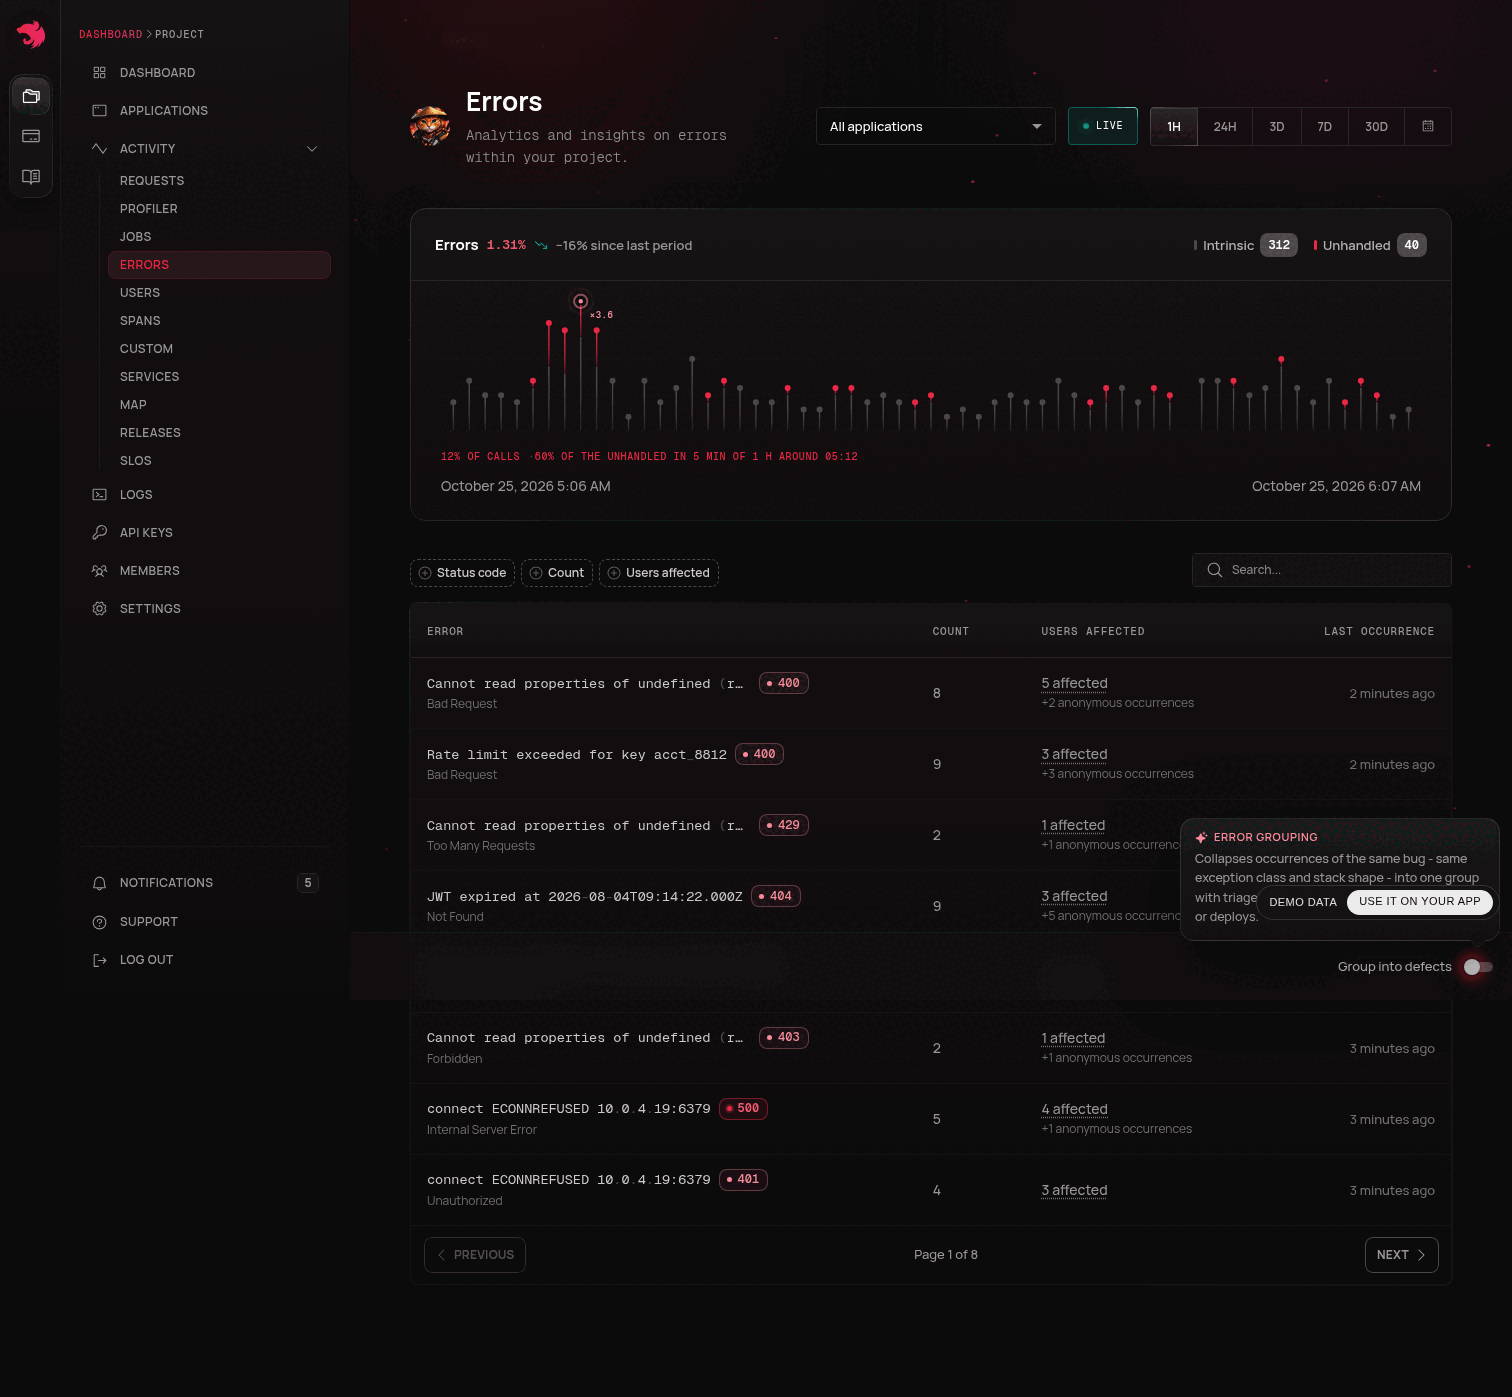 DASHBOARD > PROJECT
DASHBOARD
APPLICATIONS
ACTIVITY
REQUESTS
PROFILER
JOBS
ERRORS
USERS
SPANS
CUSTOM
SERVICES
MAP
RELEASES
SLOS
LOGS
API KEYS
MEMBERS
SETTINGS
NOTIFICATIONS 5
SUPPORT
LOG OUT
Errors
Analytics and insights on errors
within your project.
All applications
LIVE
1H 24H 3D 7D 30D
Errors 1.31% −16% since last period
Intrinsic 312 Unhandled 40
×3.6
12% OF CALLS ·60% OF THE UNHANDLED IN 5 MIN OF 1 H AROUND 05:12
October 25, 2026 5:06 AM October 25, 2026 6:07 AM
Status code Count Users affected
Search...
ERROR COUNT USERS AFFECTED LAST OCCURRENCE
Cannot read properties of undefined (r… 400
Bad Request
8
5 affected
+2 anonymous occurrences
2 minutes ago
Rate limit exceeded for key acct_8812 400
Bad Request
9
3 affected
+3 anonymous occurrences
2 minutes ago
Cannot read properties of undefined (r… 429
Too Many Requests
2
1 affected
+1 anonymous
JWT expired at 2026-08-04T09:14:22.000Z 404
Not Found
9
3 affected
+5 anonymous
ERROR GROUPING
Collapses occurrences of the same bug - same
exception class and stack shape - into one group
with triage
or deploys.
DEMO DATA USE IT ON YOUR APP
Group into defects
Cannot read properties of undefined (r… 403
Forbidden
2
1 affected
+1 anonymous occurrences
3 minutes ago
connect ECONNREFUSED 10.0.4.19:6379 500
Internal Server Error
5
4 affected
+1 anonymous occurrences
3 minutes ago
connect ECONNREFUSED 10.0.4.19:6379 401
Unauthorized
4
3 affected
3 minutes ago
PREVIOUS Page 1 of 8 NEXT